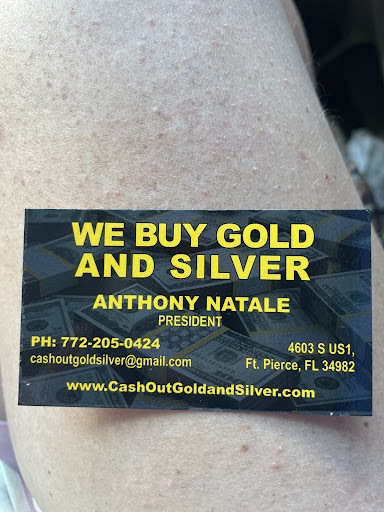 WE BUY GOLD
AND SILVER
ANTHONY NATALE
PRESIDENT
PH: 772-205-0424
cashoutgoldsilver@gmail.com
4603 S US1,
Ft. Pierce, FL 34982
www.CashOutGoldandSilver.com